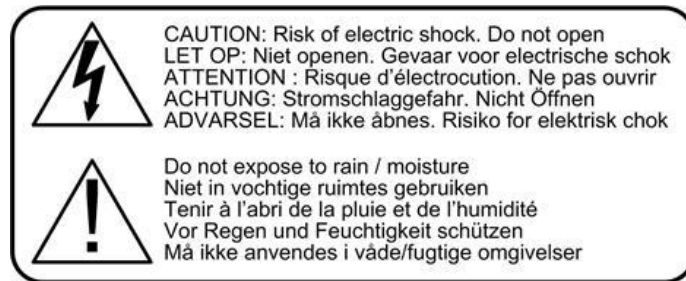 CAUTION: Risk of electric shock. Do not open
LET OP: Niet openen. Gevaar voor electrische schok
ATTENTION : Risque d'électrocution. Ne pas ouvrir
ACHTUNG: Stromschlaggefahr. Nicht Öffnen
ADVARSEL: Må ikke åbnes. Risiko for elektrisk chok
!
Do not expose to rain / moisture
Niet in vochtige ruimtes gebruiken
Tenir à l'abri de la pluie et de l'humidité
Vor Regen und Feuchtigkeit schützen
Må ikke anvendes i våde/fugtige omgivelser